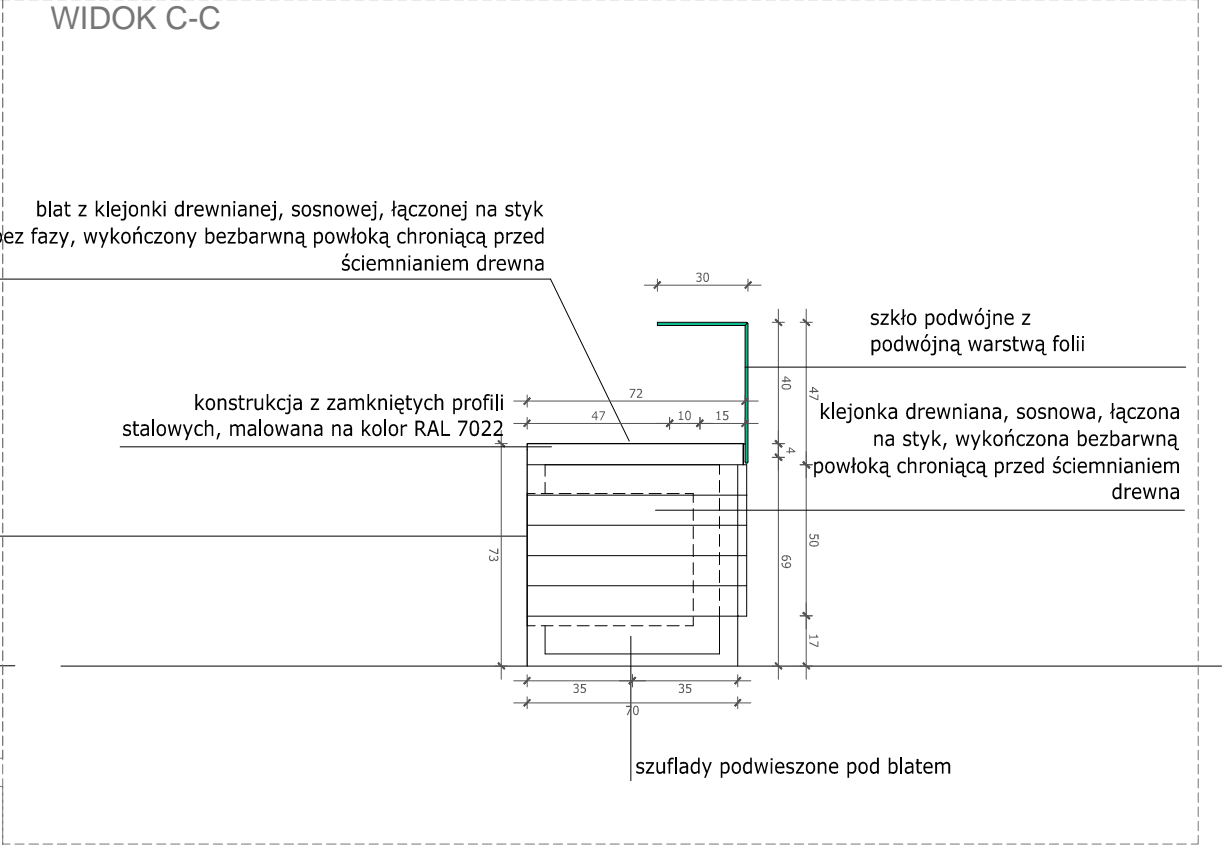 WIDOK C-C
blat z klejonki drewnianej, sosnowej, łączonej na styk
bez fazy, wykończony bezbarwną powłoką chroniącą przed
ściemnianiem drewna
30
szkło podwójne z
podwójną warstwą folii
40
47
72
konstrukcja z zamkniętych profili
stalowych, malowana na kolor RAL 7022
47
10
15
4
klejonka drewniana, sosnowa, łączona
na styk, wykończona bezbarwną
powłoką chroniącą przed ściemnianiem
drewna
73
69
50
17
35
35
70
szuflady podwieszone pod blatem